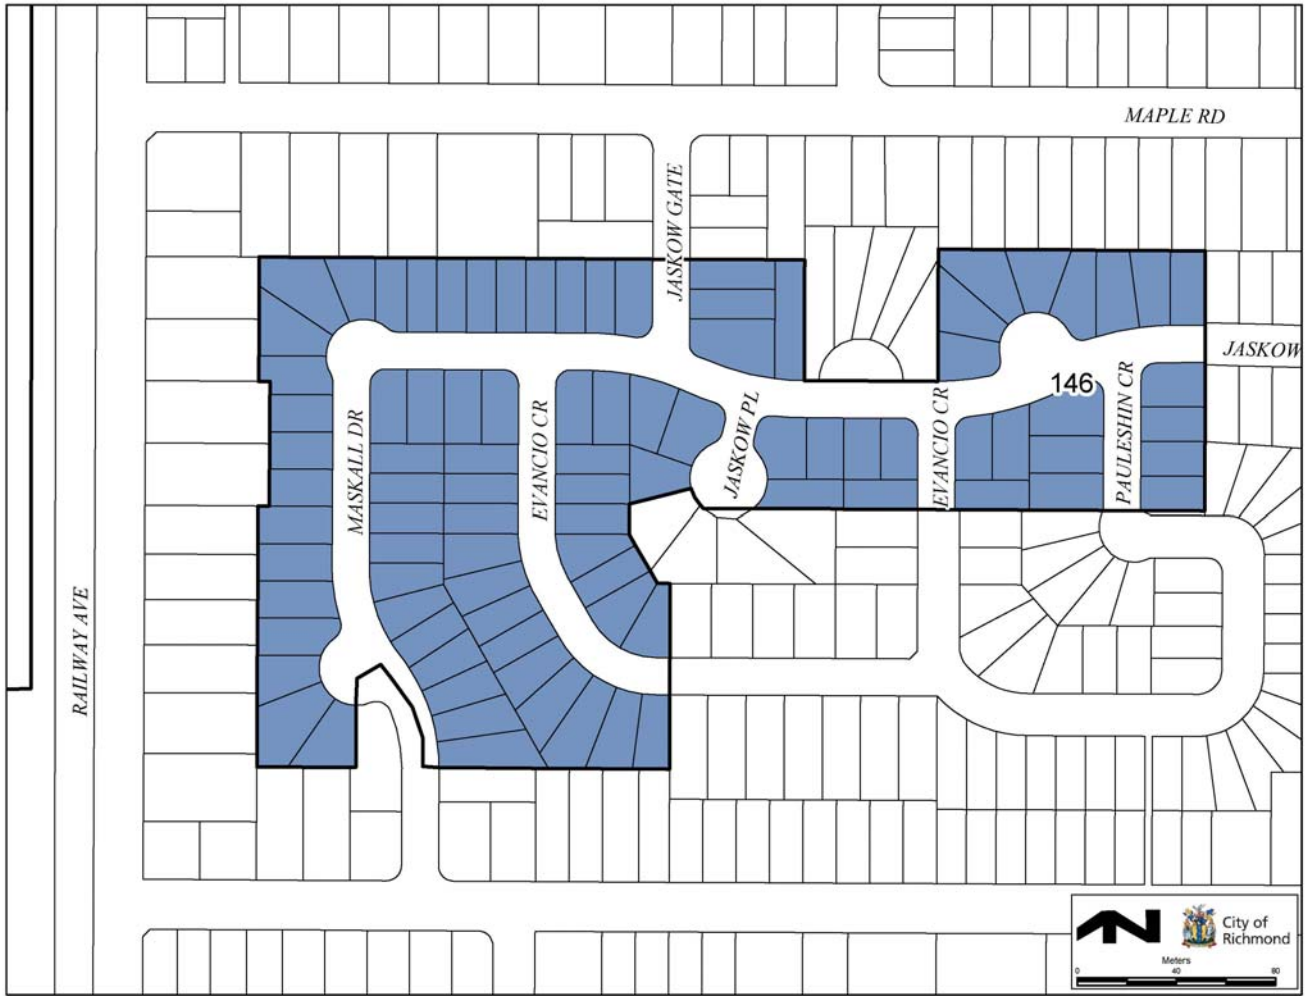 MAPLE RD
JASKOW GATE
JASKOW
146
MASKALL DR
EVANCIO CR
JASKOW PL
EVANCIO CR
PAULESHIN CR
RAILWAY AVE
N
City of
Richmond
Meters
0 40 80